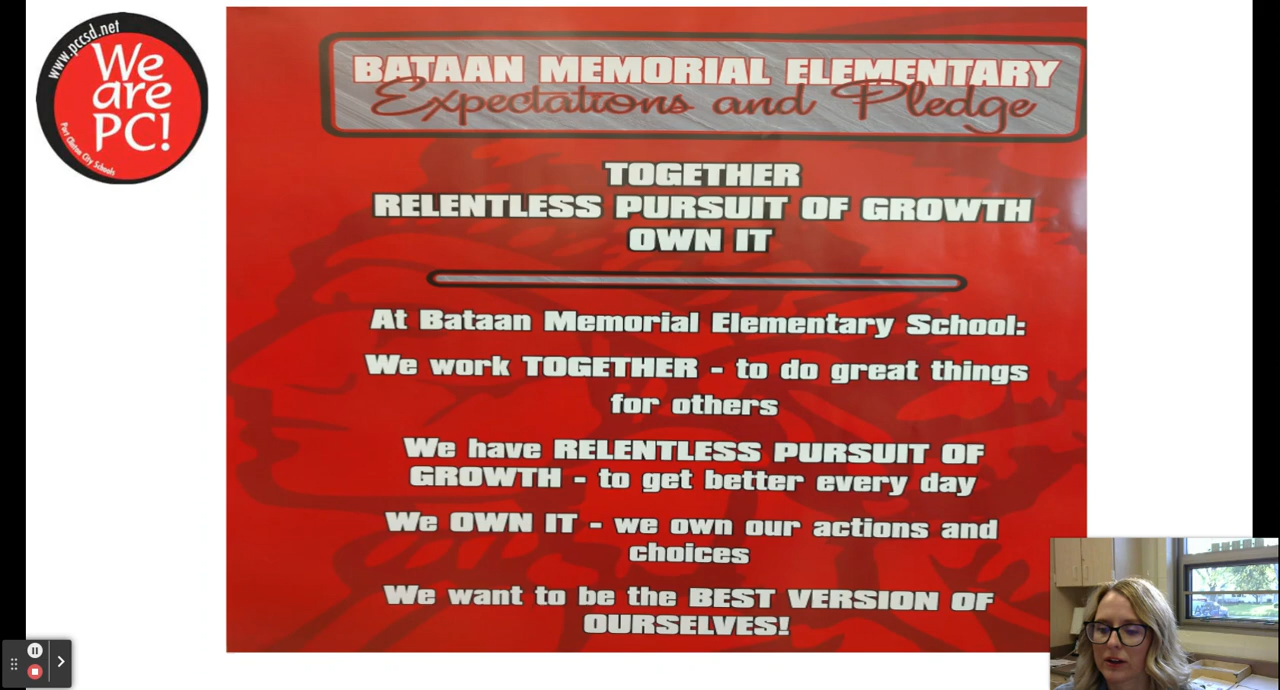 www.pccsd.net
We
are
PC!
Port Clinton City Schools
BATAAN MEMORIAL ELEMENTARY
Expectations and Pledge
TOGETHER
RELENTLESS PURSUIT OF GROWTH
OWN IT
At Bataan Memorial Elementary School:
We work TOGETHER - to do great things
for others
We have RELENTLESS PURSUIT OF
GROWTH - to get better every day
We OWN IT - we own our actions and
choices
We want to be the BEST VERSION OF
OURSELVES!